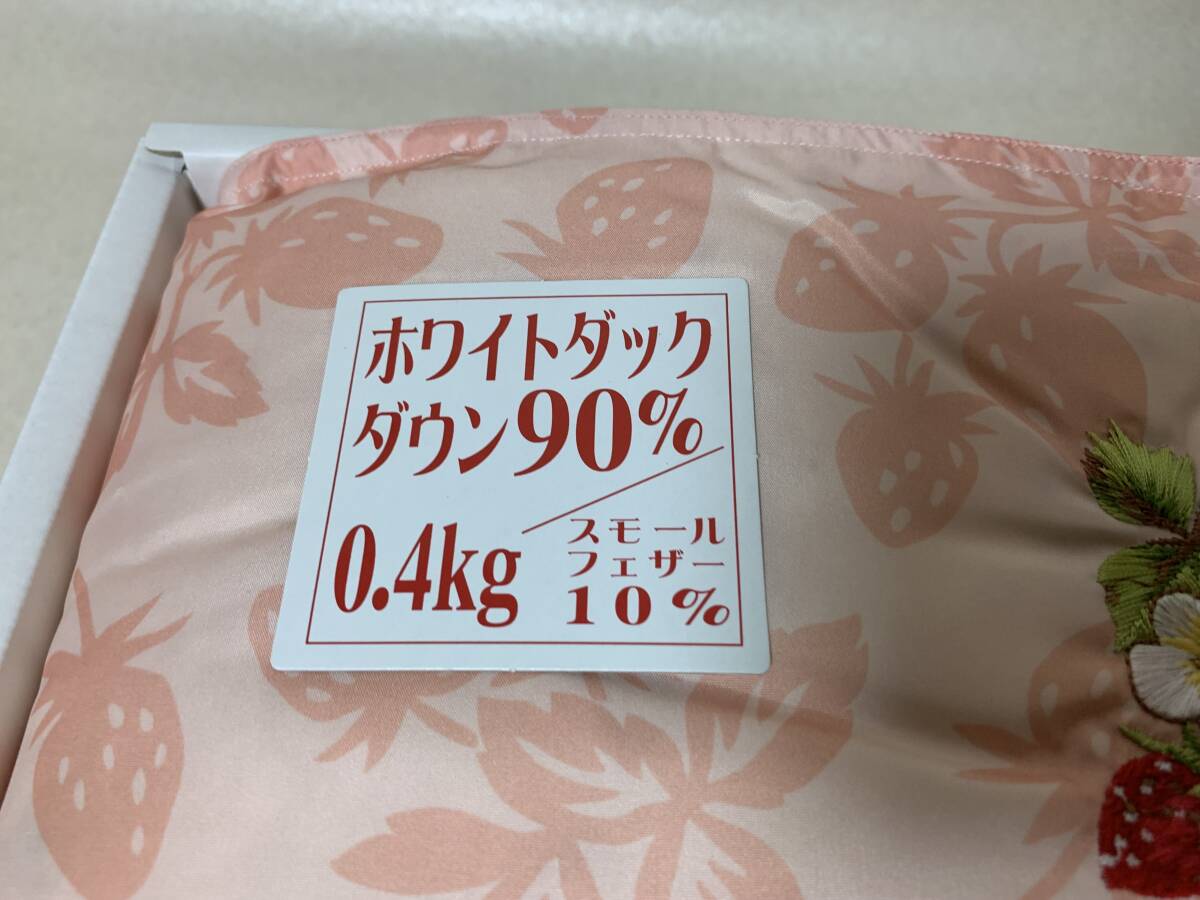 ホワイトダック
ダウン90%
0.4kg
スモール
フェザー
10%